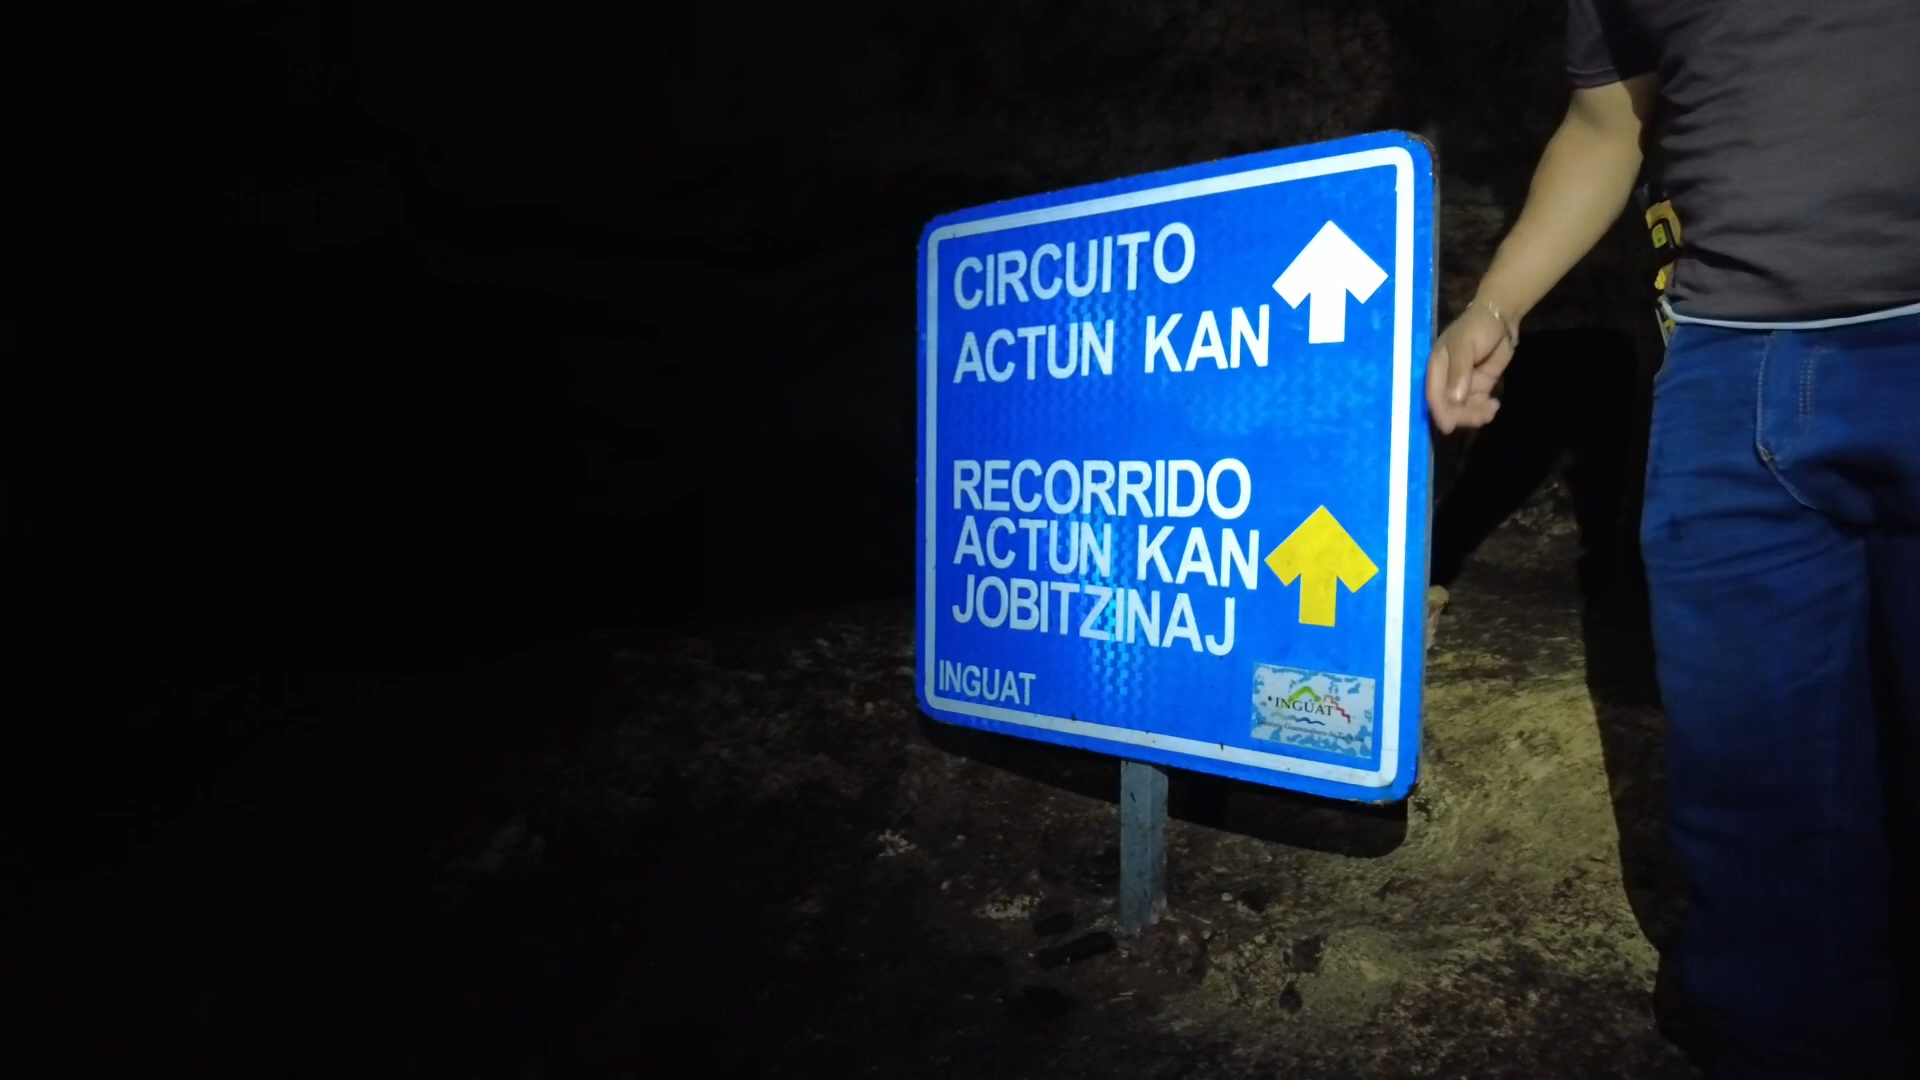 CIRCUITO
ACTUN KAN
RECORRIDO
ACTUN KAN
JOBITZINAJ
INGUAT
INGUAT